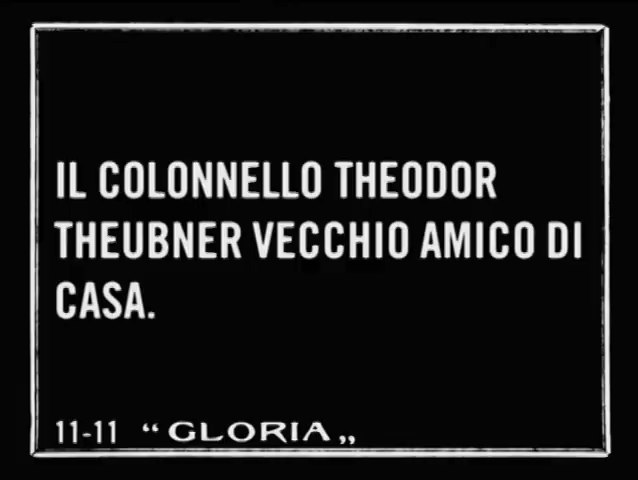 IL COLONNELLO THEODOR
THEUBNER VECCHIO AMICO DI
CASA.
11-11 “GLORIA„